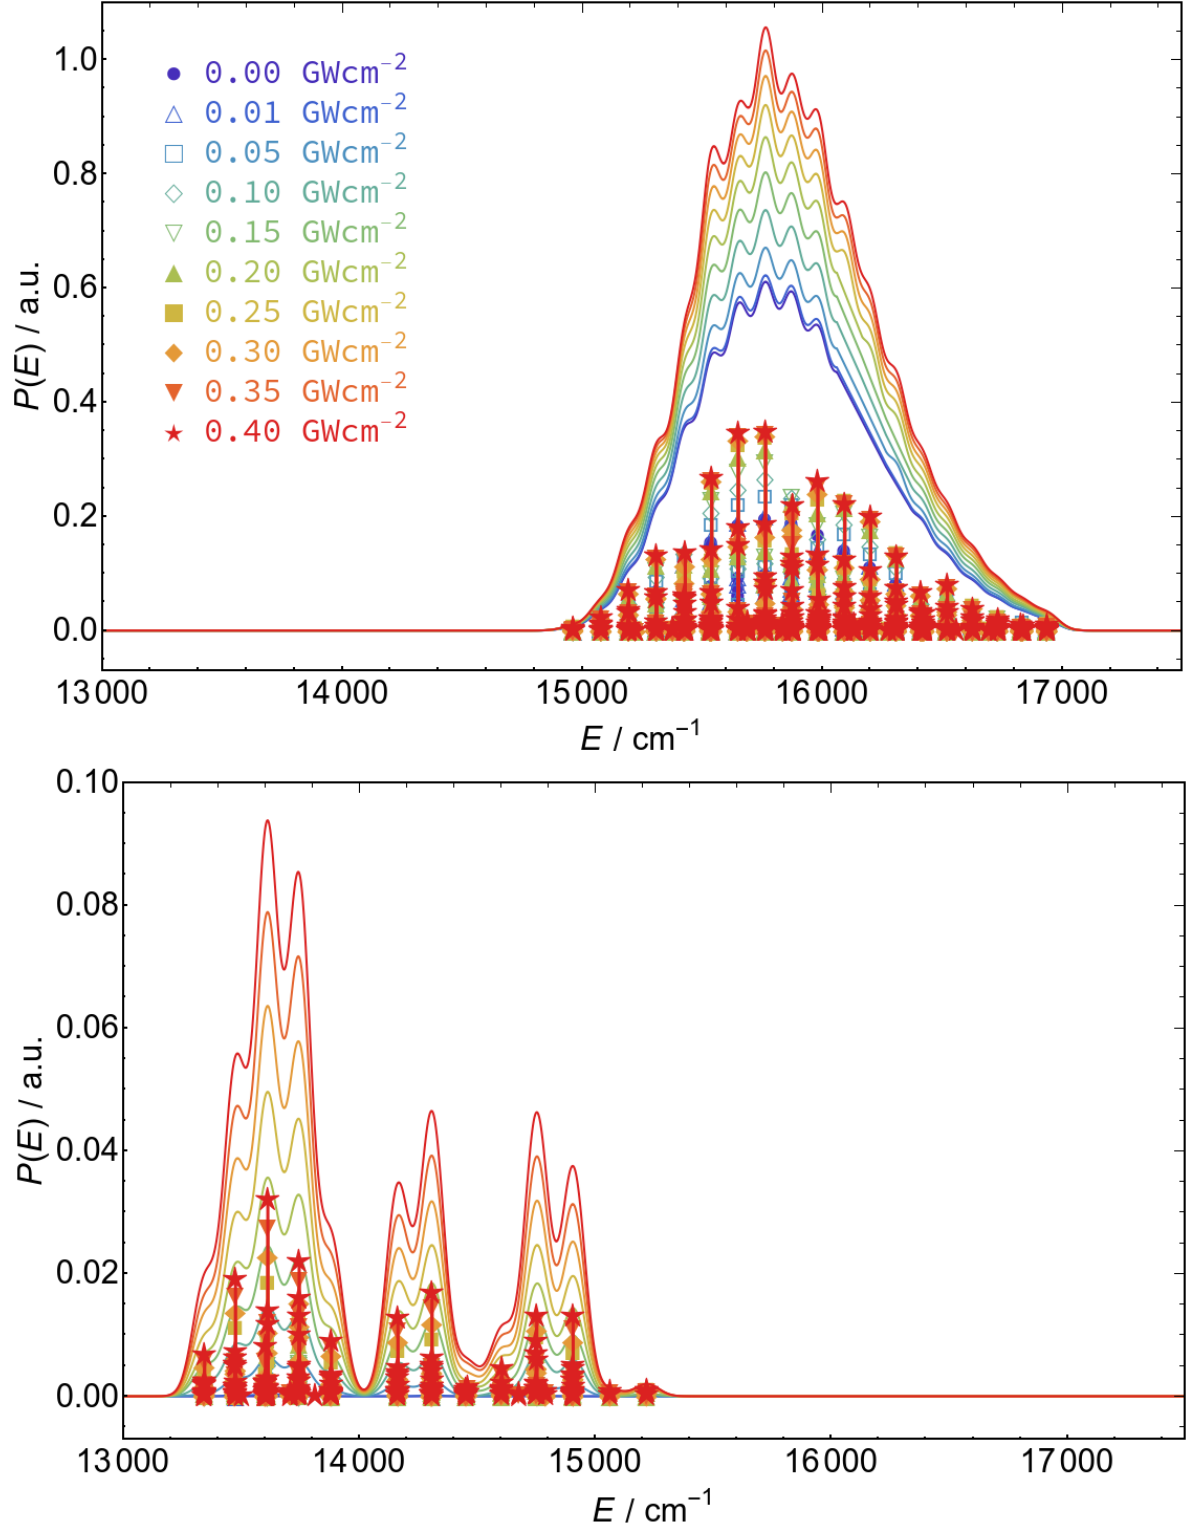 1.0
0.8
0.6
0.4
0.2
0.0
P(E) / a.u.
0.00 GWcm⁻²
0.01 GWcm⁻²
0.05 GWcm⁻²
0.10 GWcm⁻²
0.15 GWcm⁻²
0.20 GWcm⁻²
0.25 GWcm⁻²
0.30 GWcm⁻²
0.35 GWcm⁻²
0.40 GWcm⁻²
13000 14000 15000 16000 17000
E / cm⁻¹
0.10
0.08
0.06
0.04
0.02
0.00
P(E) / a.u.
13000 14000 15000 16000 17000
E / cm⁻¹